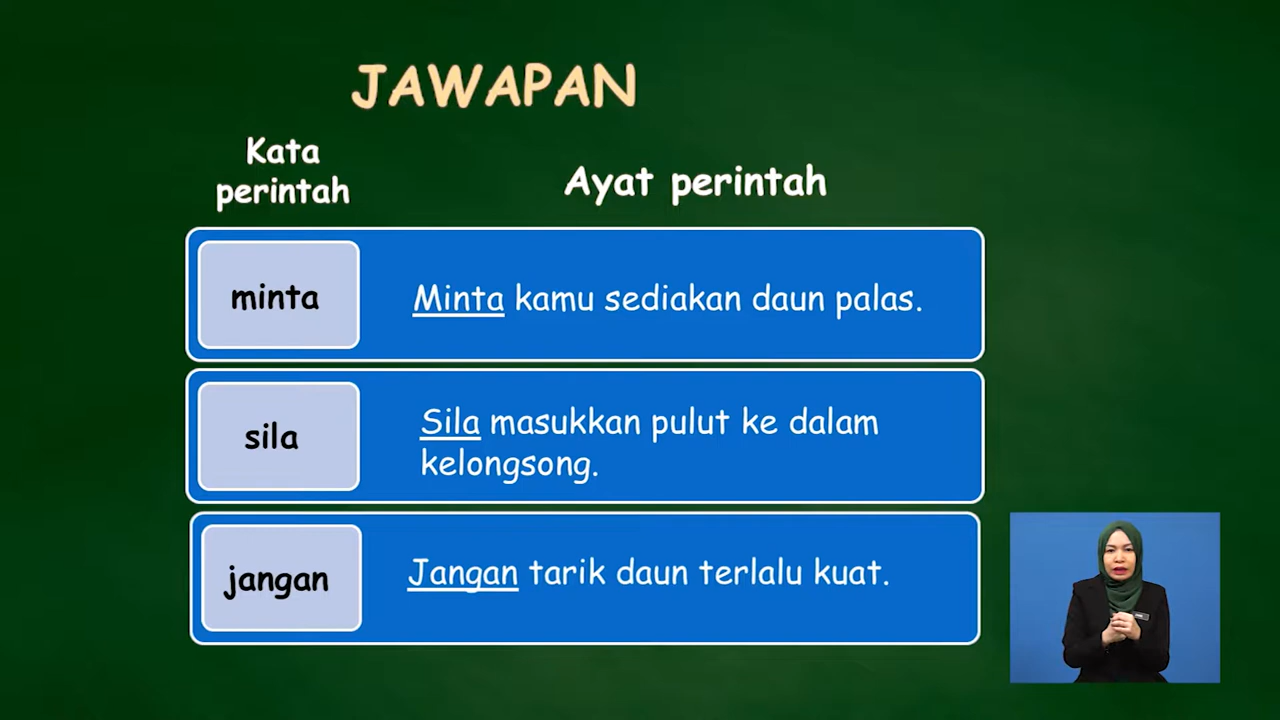 JAWAPAN
Kata
perintah
Ayat perintah
minta
Minta kamu sediakan daun palas.
sila
Sila masukkan pulut ke dalam
kelongsong.
jangan
Jangan tarik daun terlalu kuat.